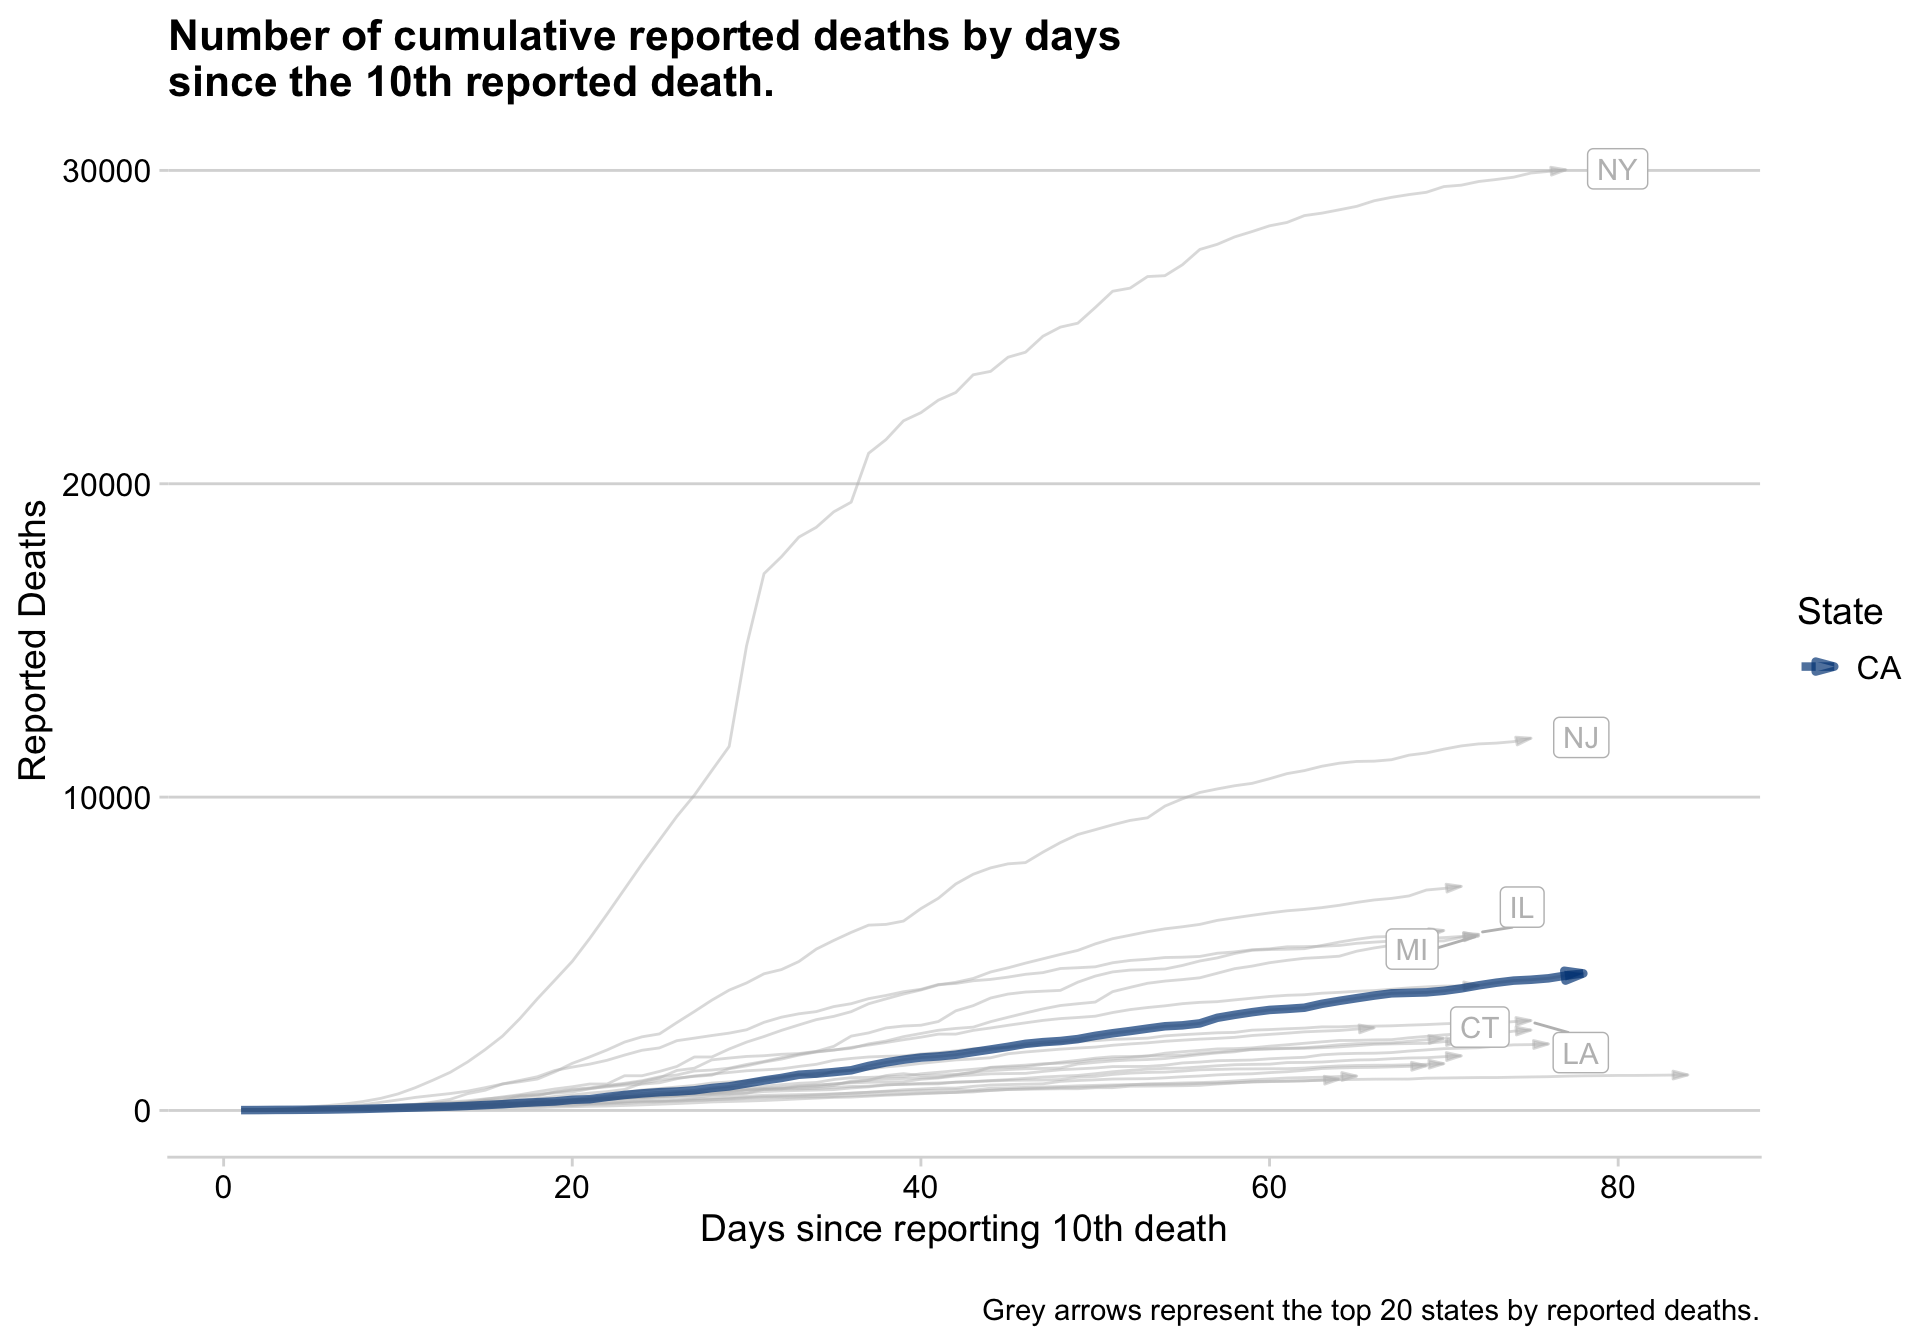 Number of cumulative reported deaths by days
since the 10th reported death.
30000
20000
10000
0
Reported Deaths
NY
NJ
IL
MI
CT
LA
State
CA
0
20
40
60
80
Days since reporting 10th death
Grey arrows represent the top 20 states by reported deaths.